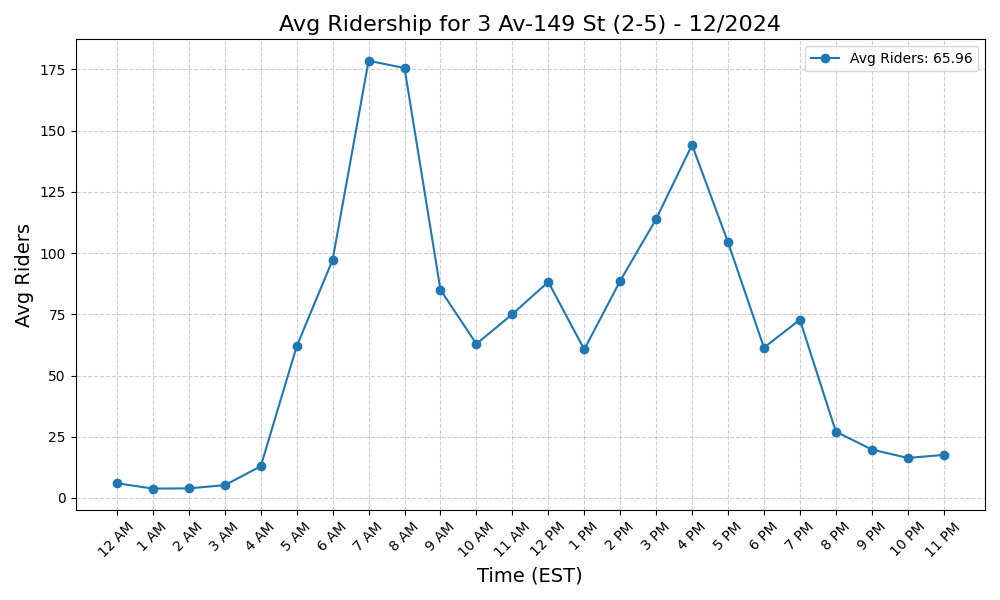 Avg Ridership for 3 Av-149 St (2-5) - 12/2024
Avg Riders: 65.96
Avg Riders
175
150
125
100
75
50
25
0
12 AM
1 AM
2 AM
3 AM
4 AM
5 AM
6 AM
7 AM
8 AM
9 AM
10 AM
11 AM
12 PM
1 PM
2 PM
3 PM
4 PM
5 PM
6 PM
7 PM
8 PM
9 PM
10 PM
11 PM
Time (EST)